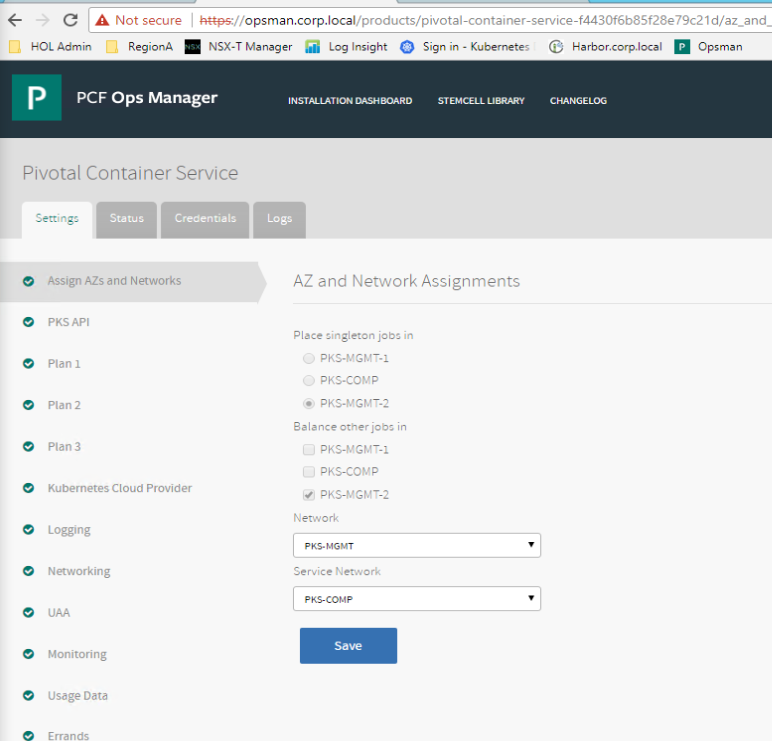 Not secure | https://opsman.corp.local/products/pivotal-container-service-f4430f6b85f28e79c21d/az_and_
HOL Admin RegionA NSX NSX-T Manager Log Insight Sign in - Kubernetes Harbor.corp.local P Opsman
P PCF Ops Manager INSTALLATION DASHBOARD STEMCELL LIBRARY CHANGELOG
Pivotal Container Service
Settings Status Credentials Logs
Assign AZs and Networks
AZ and Network Assignments
PKS API
Plan 1
Plan 2
Plan 3
Kubernetes Cloud Provider
Logging
Networking
UAA
Monitoring
Usage Data
Errands
Place singleton jobs in
PKS-MGMT-1
PKS-COMP
PKS-MGMT-2
Balance other jobs in
PKS-MGMT-1
PKS-COMP
PKS-MGMT-2
Network
PKS-MGMT
Service Network
PKS-COMP
Save